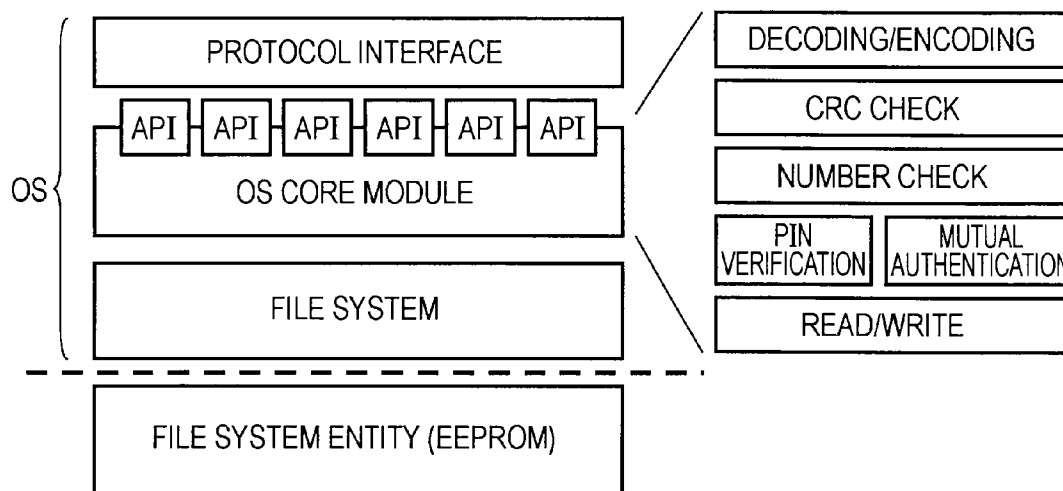 PROTOCOL INTERFACE
API API API API API API
OS CORE MODULE
OS
FILE SYSTEM
FILE SYSTEM ENTITY (EEPROM)
DECODING/ENCODING
CRC CHECK
NUMBER CHECK
PIN
VERIFICATION
MUTUAL
AUTHENTICATION
READ/WRITE